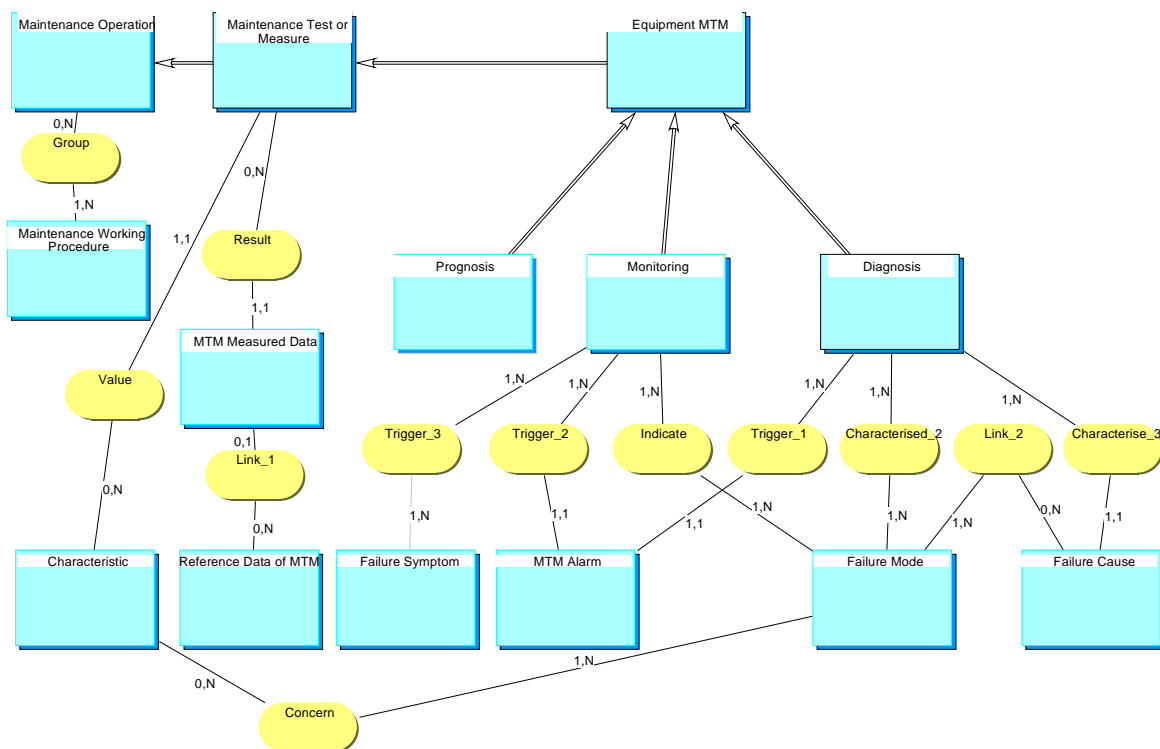 Maintenance Operation
Maintenance Test or
Measure
Equipment MTM
0,N
Group
0,N
1,N
Maintenance Working
Procedure
1,1
Result
Prognosis
Monitoring
Diagnosis
1,1
MTM Measured Data
Value
1,N
1,N
1,N
1,N
1,N
1,N
0,1
Trigger_3
Trigger_2
Indicate
Trigger_1
Characterised_2
Link_2
Characterise_3
Link_1
0,N
0,N
1,N
1,1
1,N
1,1
1,N
1,N
0,N
1,1
Characteristic
Reference Data of MTM
Failure Symptom
MTM Alarm
Failure Mode
Failure Cause
0,N
1,N
Concern